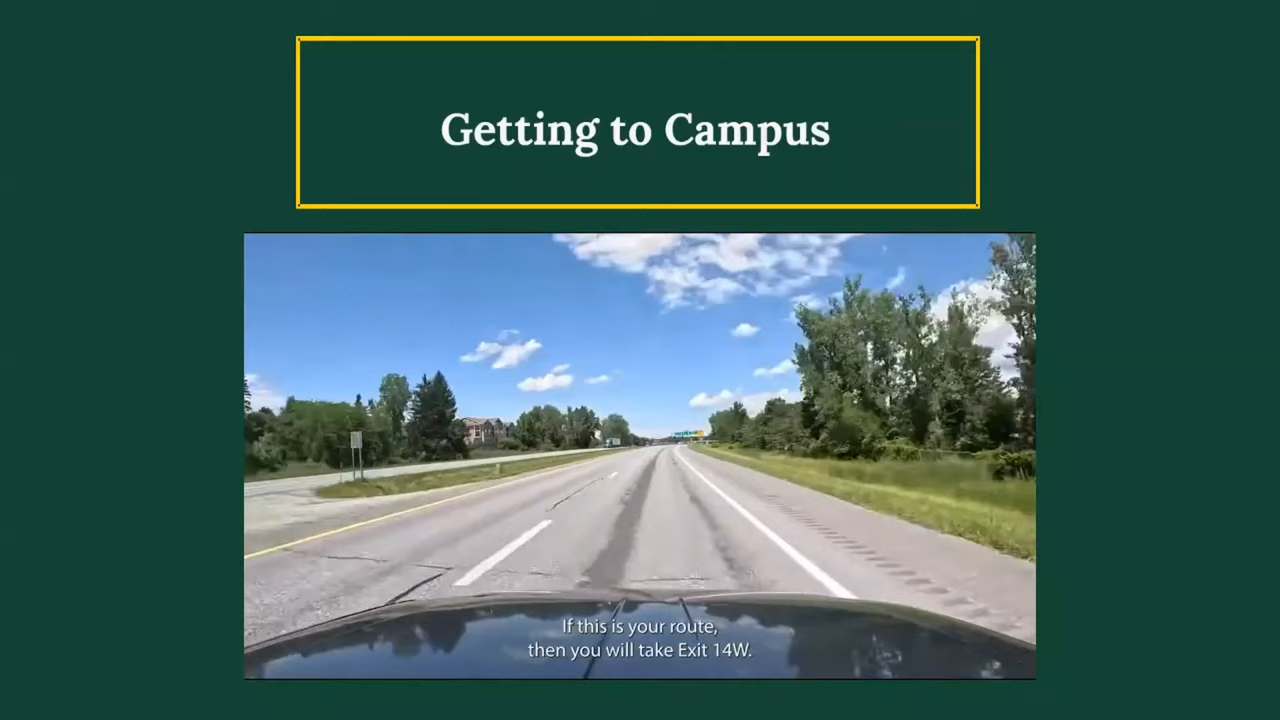 Getting to Campus
If this is your route,
then you will take Exit 14W.